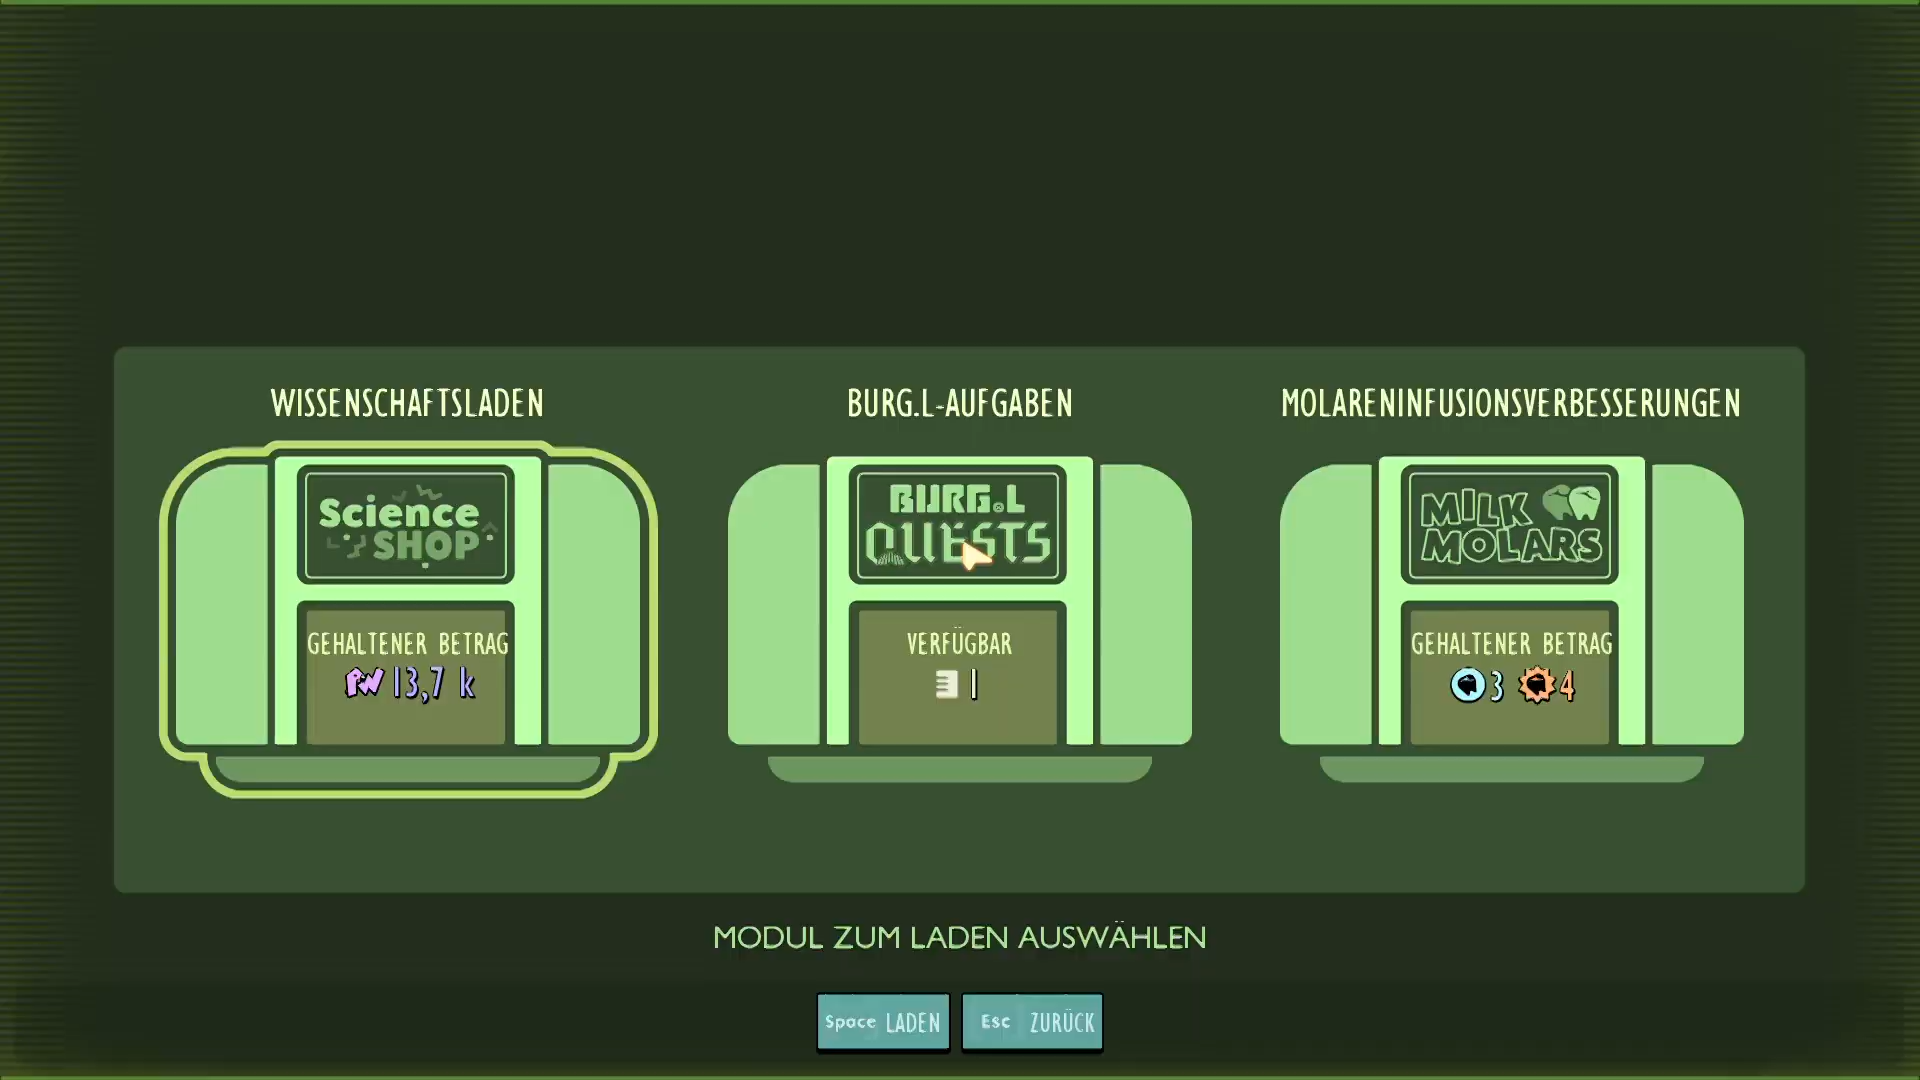 WISSENSCHAFTSLADEN
BURG.L-AUFGABEN
MOLARENINFUSIONSVERBESSERUNGEN
Science
SHOP
BURG.L
QUESTS
MILK
MOLARS
GEHALTENER BETRAG
13,7 k
VERFÜGBAR
1
GEHALTENER BETRAG
3 4
MODUL ZUM LADEN AUSWÄHLEN
Space LADEN
Esc ZURÜCK